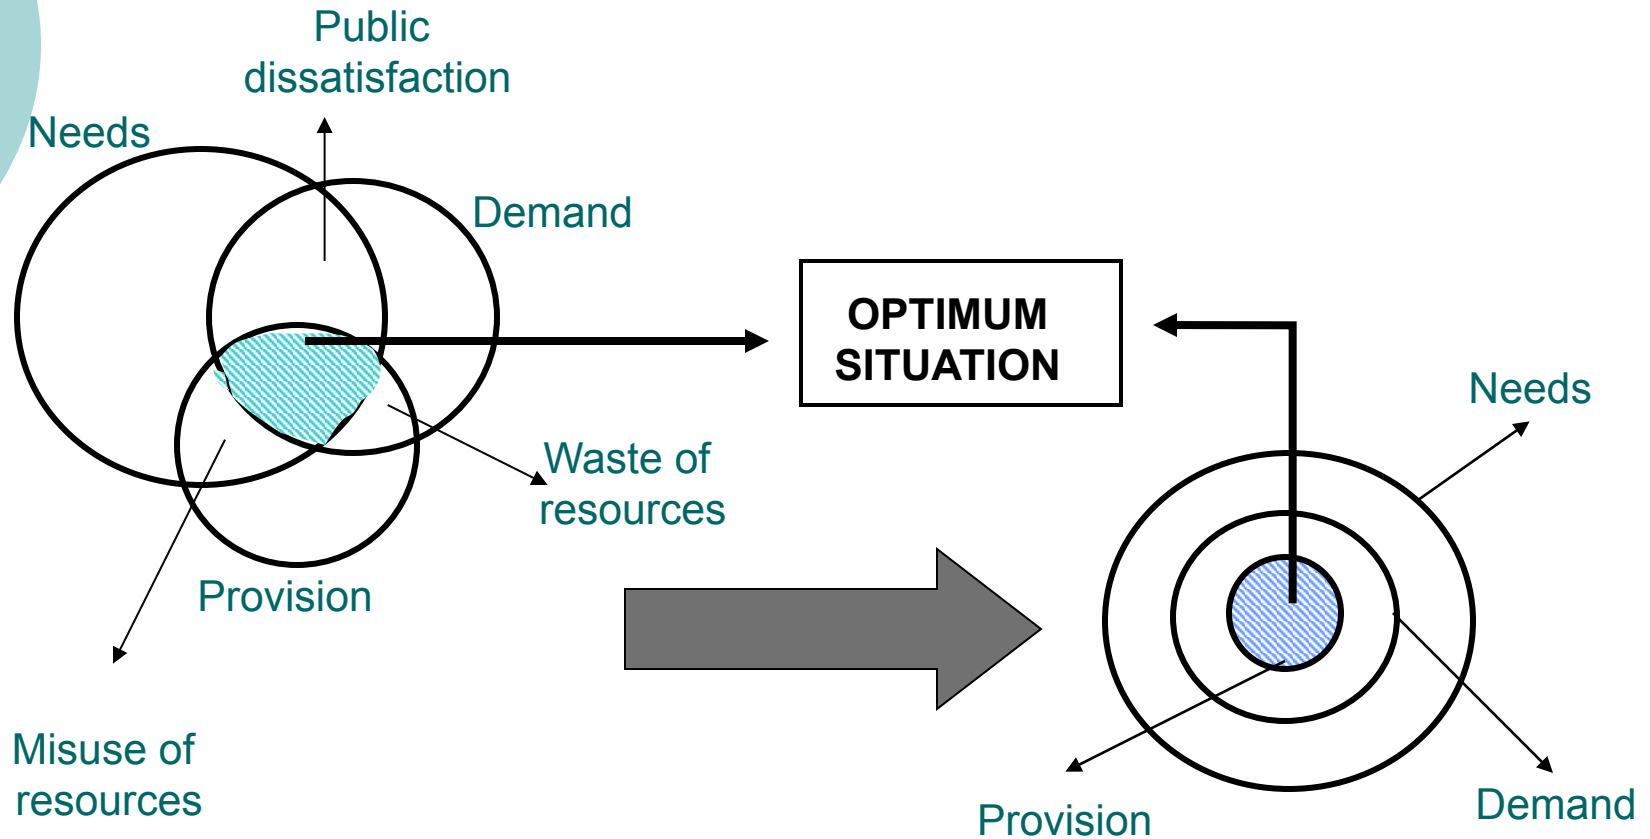 Public
dissatisfaction
Needs
Demand
OPTIMUM
SITUATION
Needs
Waste of
resources
Provision
Misuse of
resources
Provision
Demand